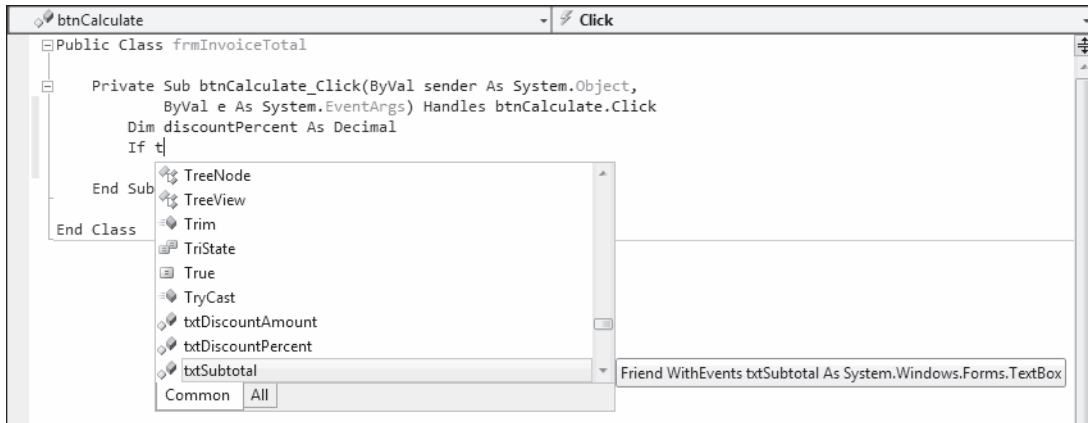 btnCalculate Click
Public Class frmInvoiceTotal
Private Sub btnCalculate_Click(ByVal sender As System.Object,
ByVal e As System.EventArgs) Handles btnCalculate.Click
Dim discountPercent As Decimal
If t
TreeNode
End Sub
TreeView
Trim
End Class
TriState
True
TryCast
txtDiscountAmount
txtDiscountPercent
txtSubtotal
Friend WithEvents txtSubtotal As System.Windows.Forms.TextBox
Common All